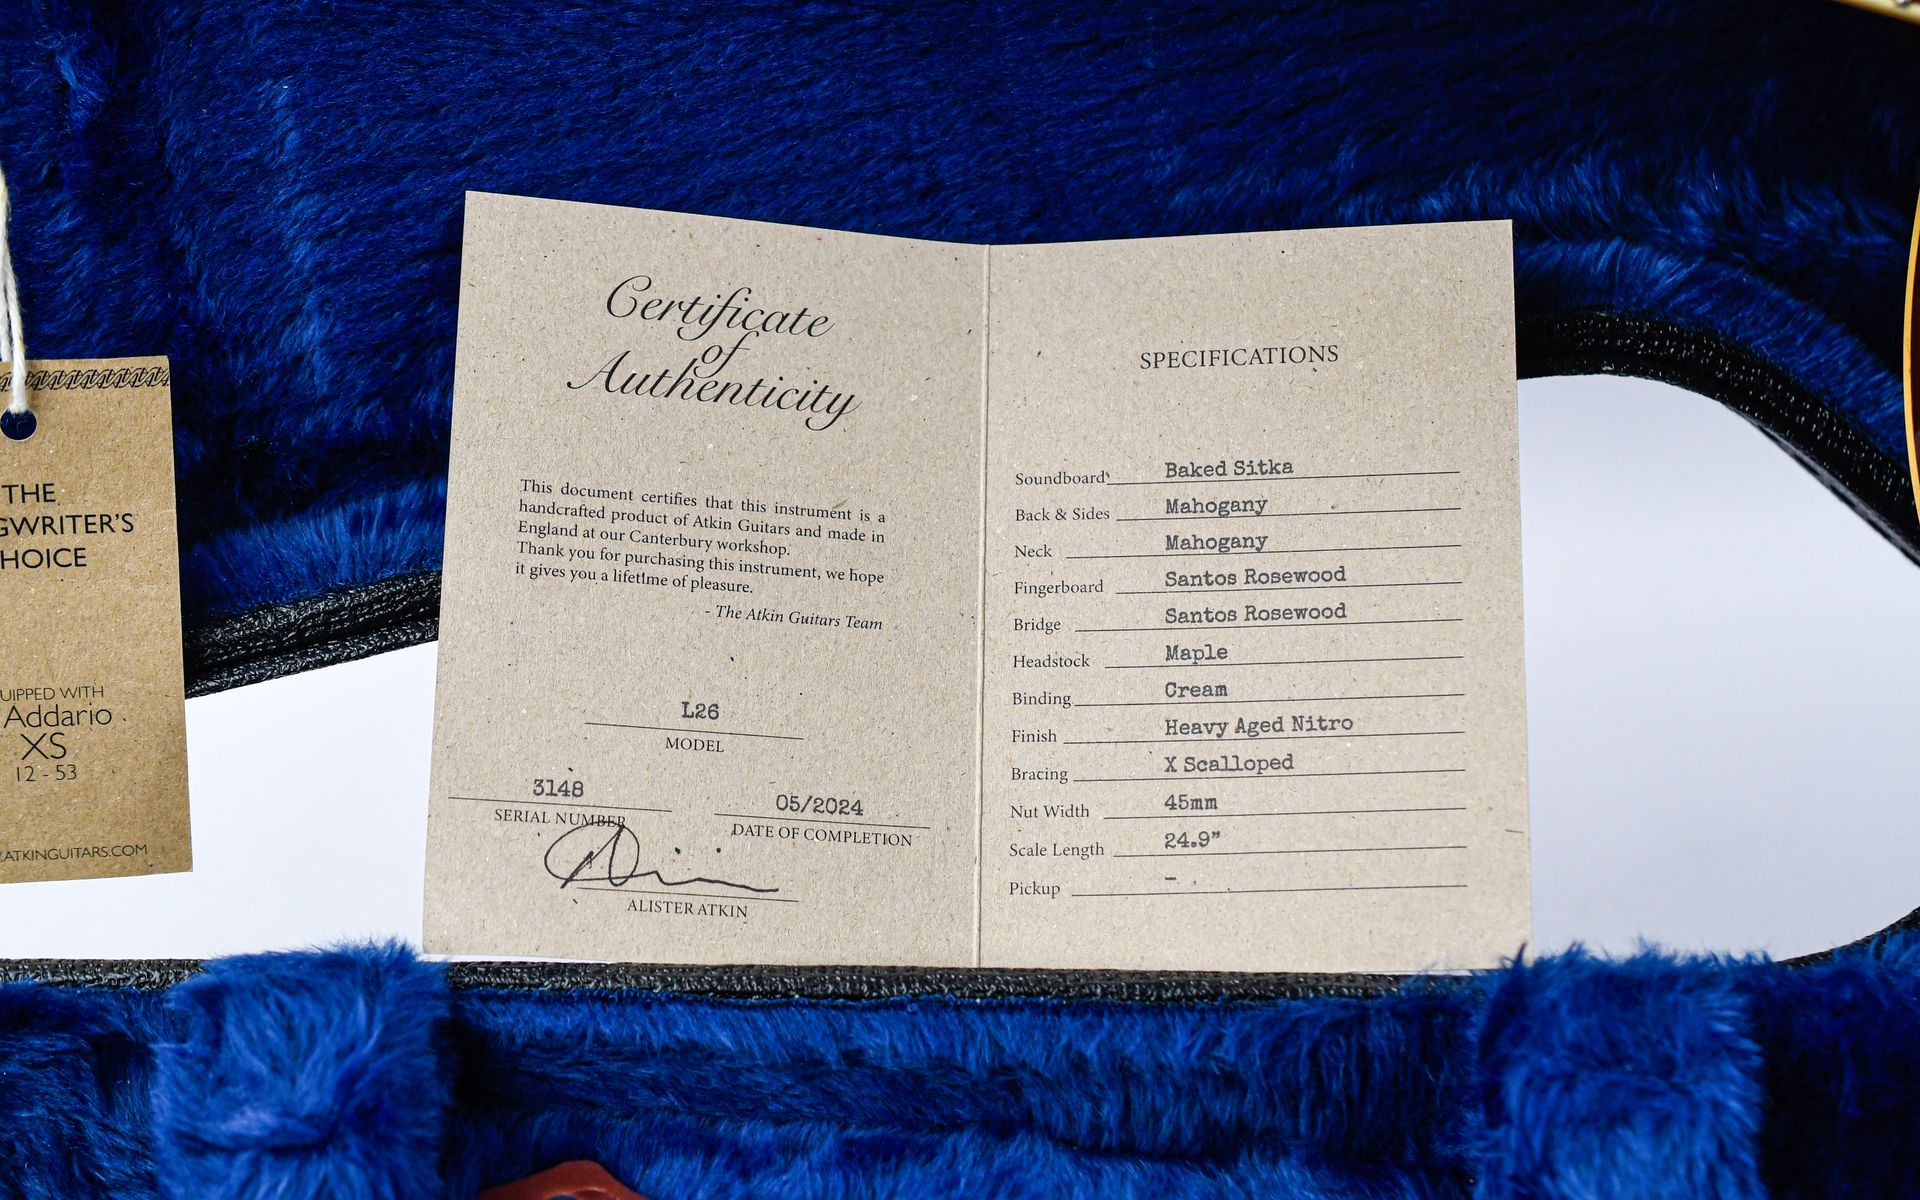 THE
GWRITER'S
HOICE
UIPPED WITH
Addario
XS
12 - 53
.ATKINGUITARS.COM
Certificate
of
Authenticity
This document certifies that this instrument is a
handcrafted product of Atkin Guitars and made in
England at our Canterbury workshop.
Thank you for purchasing this instrument, we hope
it gives you a lifetime of pleasure.
- The Atkin Guitars Team
L26
MODEL
3148
SERIAL NUMBER
05/2024
DATE OF COMPLETION
ALISTER ATKIN
SPECIFICATIONS
Soundboard Baked Sitka
Back & Sides Mahogany
Neck Mahogany
Fingerboard Santos Rosewood
Bridge Santos Rosewood
Headstock Maple
Binding Cream
Finish Heavy Aged Nitro
Bracing X Scalloped
Nut Width 45mm
Scale Length 24.9"
Pickup -